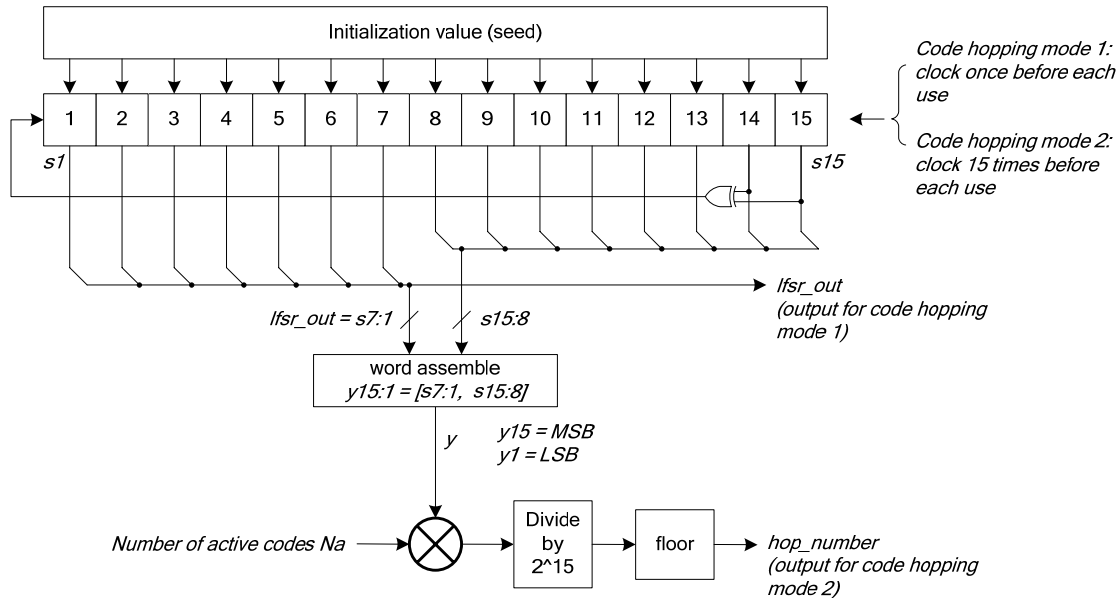 Initialization value (seed)
Code hopping mode 1:
clock once before each
use
1 2 3 4 5 6 7 8 9 10 11 12 13 14 15
Code hopping mode 2:
clock 15 times before
each use
s1
s15
lfsr_out
(output for code hopping
mode 1)
lfsr_out = s7:1
s15:8
word assemble
y15:1 = [s7:1, s15:8]
y
y15 = MSB
y1 = LSB
Number of active codes Na
Divide
by
2^15
floor
hop_number
(output for code hopping
mode 2)